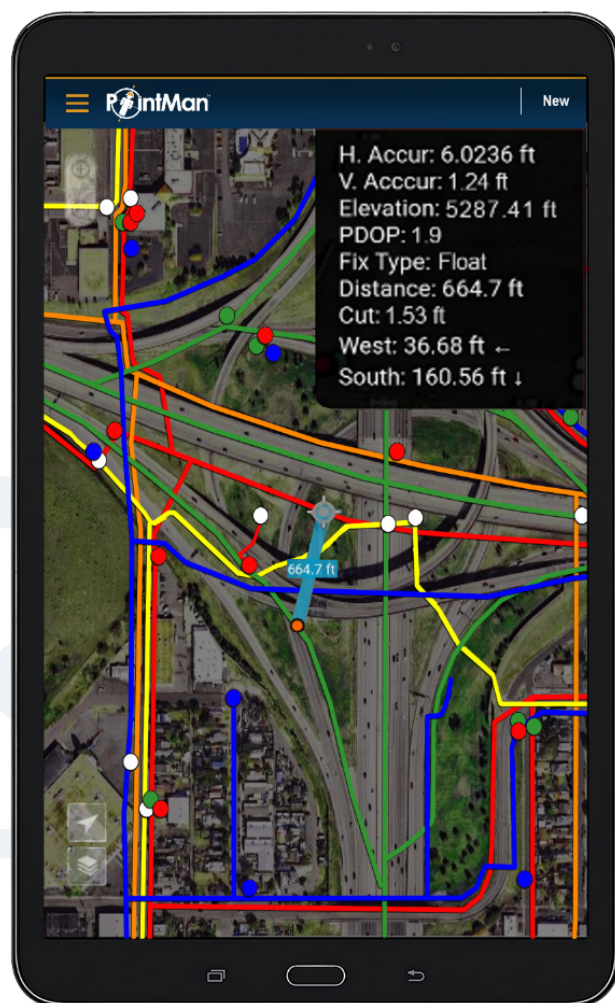 PointMan™
New
H. Accur: 6.0236 ft
V. Acccur: 1.24 ft
Elevation: 5287.41 ft
PDOP: 1.9
Fix Type: Float
Distance: 664.7 ft
Cut: 1.53 ft
West: 36.68 ft ←
South: 160.56 ft ↓
664.7 ft